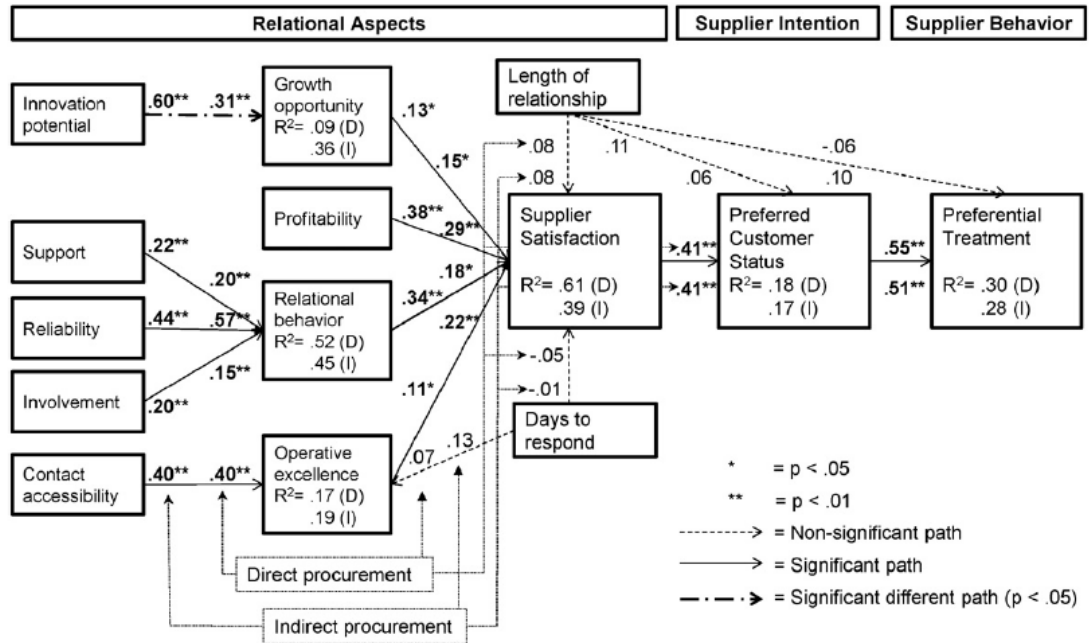 Relational Aspects
Supplier Intention
Supplier Behavior
Innovation
potential
.60**
.31**
Growth
opportunity
R²= .09 (D)
.36 (I)
.13*
.15*
Length of
relationship
.08
.08
.11
.06
-.06
.10
Profitability
.38**
.29**
Support
.22**
.20**
Reliability
.44**
.57**
Involvement
.20**
.15**
Relational
behavior
R²= .52 (D)
.45 (I)
.18*
.34**
.22**
.11*
Supplier
Satisfaction
R²= .61 (D)
.39 (I)
.41**
.41**
Preferred
Customer
Status
R²= .18 (D)
.17 (I)
.55**
.51**
Preferential
Treatment
R²= .30 (D)
.28 (I)
-.05
-.01
Days to
respond
.13
.07
Contact
accessibility
.40**
.40**
Operative
excellence
R²= .17 (D)
.19 (I)
Direct procurement
Indirect procurement
* = p < .05
** = p < .01
= Non-significant path
= Significant path
= Significant different path (p < .05)